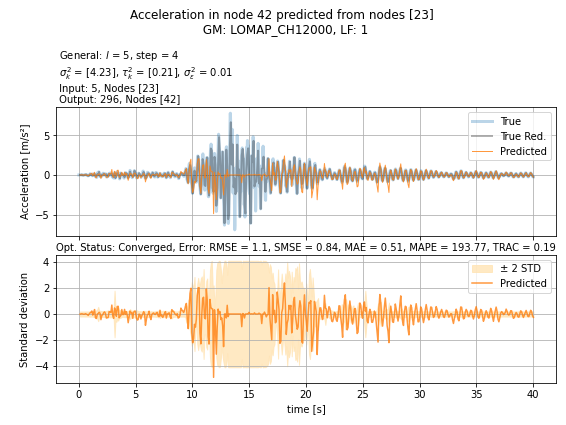 Acceleration in node 42 predicted from nodes [23]
GM: LOMAP_CH12000, LF: 1
General: l = 5, step = 4
σ²ₖ = [4.23], τ²ₖ = [0.21], σ²ε = 0.01
Input: 5, Nodes [23]
Output: 296, Nodes [42]
Acceleration [m/s²]
5
0
−5
True
True Red.
Predicted
Opt. Status: Converged, Error: RMSE = 1.1, SMSE = 0.84, MAE = 0.51, MAPE = 193.77, TRAC = 0.19
Standard deviation
4
2
0
−2
−4
± 2 STD
Predicted
0 5 10 15 20 25 30 35 40
time [s]